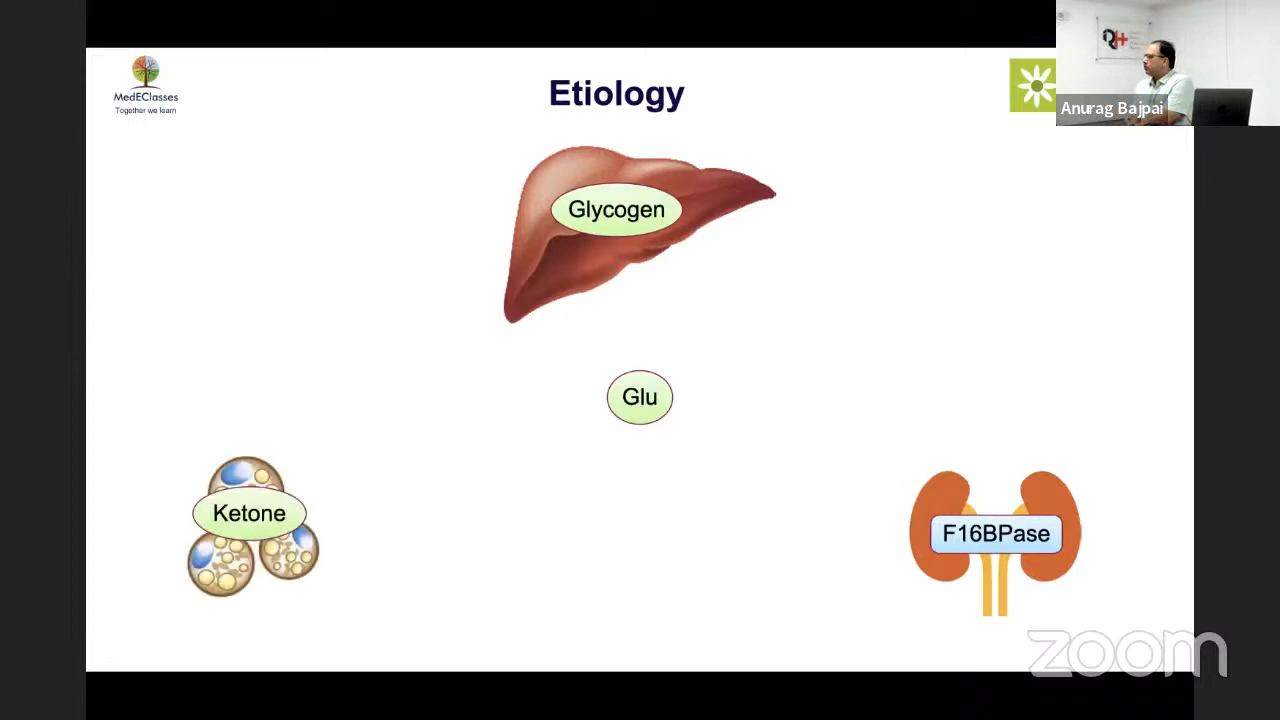 MedEClasses
Together we learn
Etiology
Anurag Bajpai
Glycogen
Glu
Ketone
F16BPase
zoom